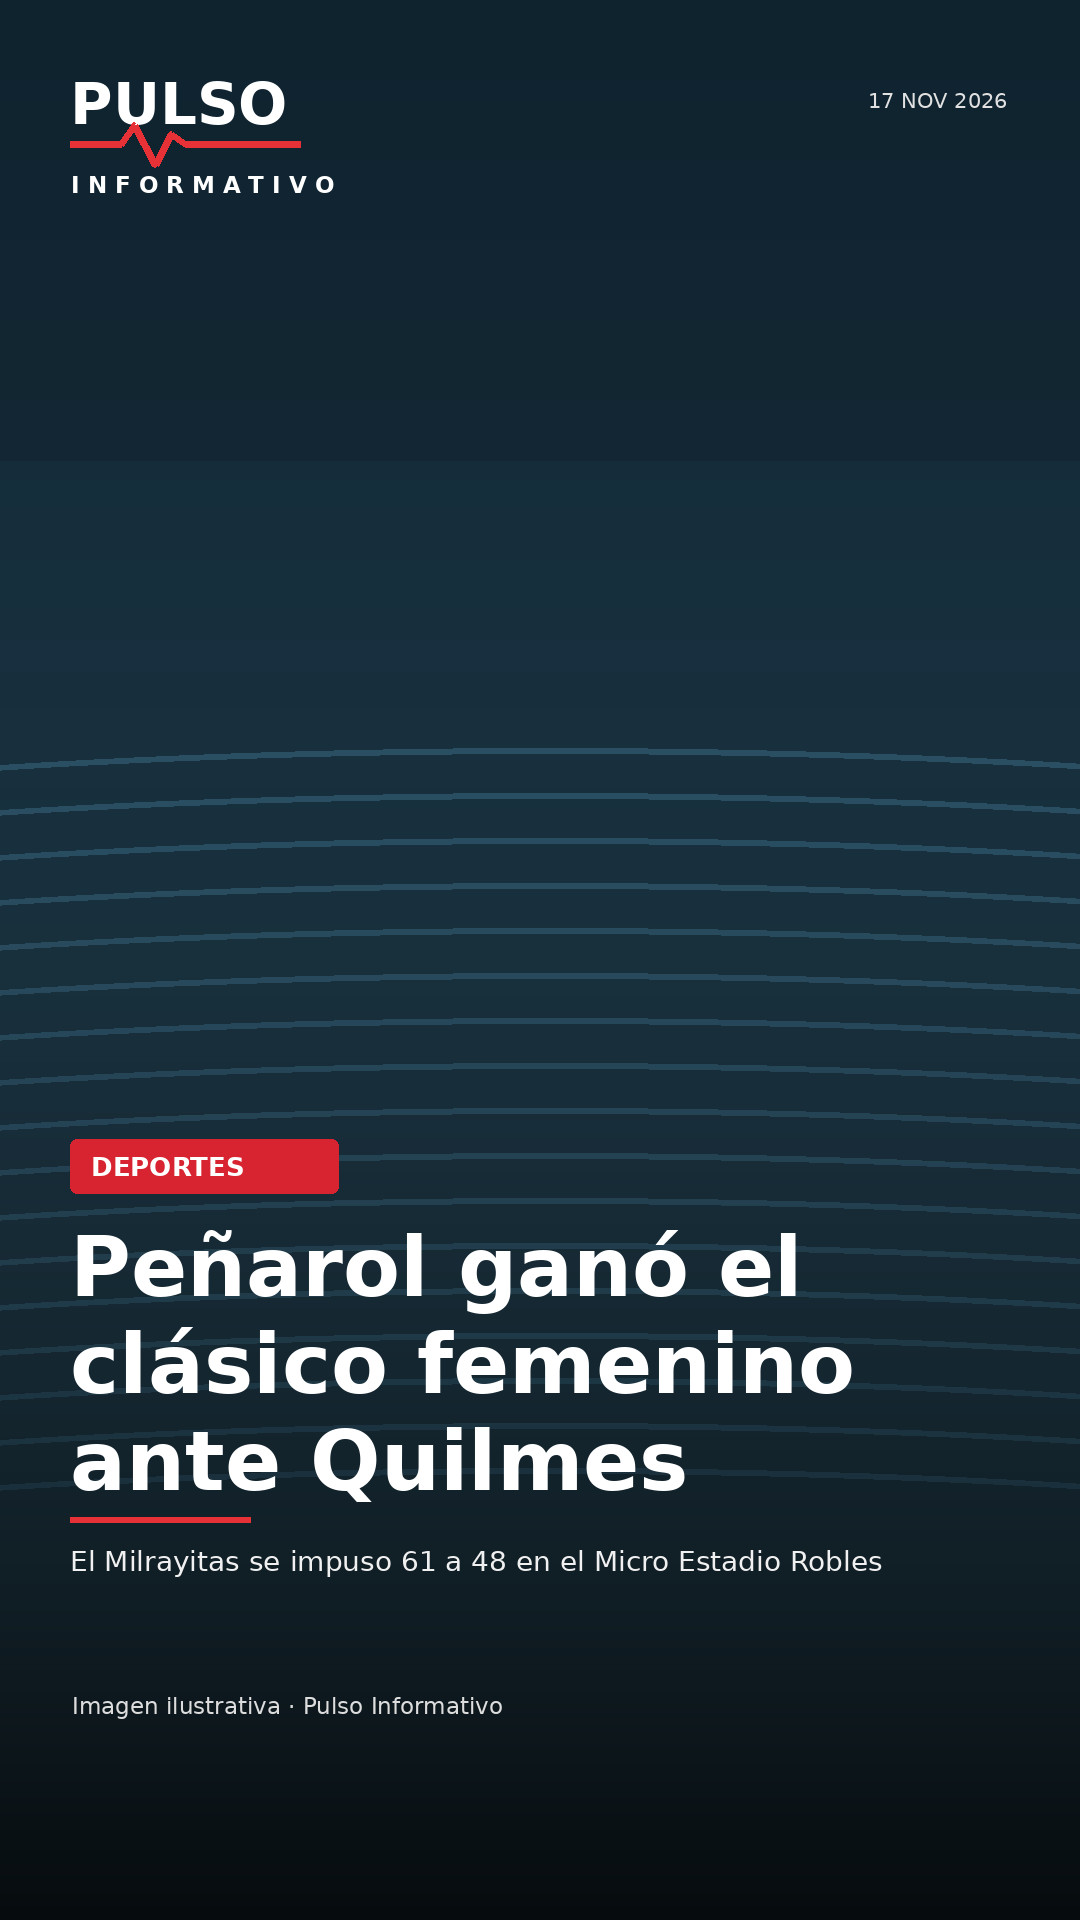 PULSO
INFORMATIVO
17 NOV 2026
DEPORTES
Peñarol ganó el
clásico femenino
ante Quilmes
El Milrayitas se impuso 61 a 48 en el Micro Estadio Robles
Imagen ilustrativa · Pulso Informativo